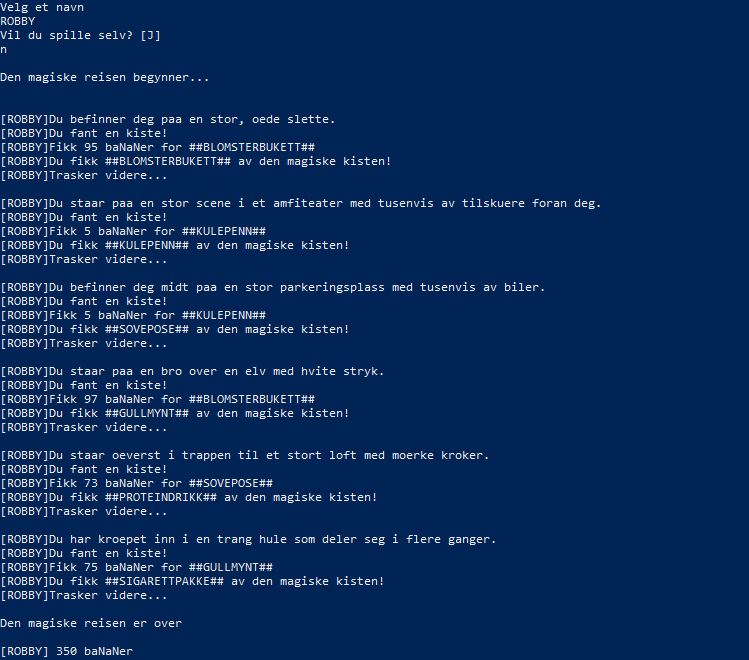 Velg et navn
ROBBY
Vil du spille selv? [J]
n
Den magiske reisen begynner...
[ROBBY]Du befinner deg paa en stor, oede slette.
[ROBBY]Du fant en kiste!
[ROBBY]Fikk 95 baNaNer for ##BLOMSTERBUKETT##
[ROBBY]Du fikk ##BLOMSTERBUKETT## av den magiske kisten!
[ROBBY]Trasker videre...
[ROBBY]Du staar paa en stor scene i et amfiteater med tusenvis av tilskuere foran deg.
[ROBBY]Du fant en kiste!
[ROBBY]Fikk 5 baNaNer for ##KULEPENN##
[ROBBY]Du fikk ##KULEPENN## av den magiske kisten!
[ROBBY]Trasker videre...
[ROBBY]Du befinner deg midt paa en stor parkeringsplass med tusenvis av biler.
[ROBBY]Du fant en kiste!
[ROBBY]Fikk 5 baNaNer for ##KULEPENN##
[ROBBY]Du fikk ##SOVEPOSE## av den magiske kisten!
[ROBBY]Trasker videre...
[ROBBY]Du staar paa en bro over en elv med hvite stryk.
[ROBBY]Du fant en kiste!
[ROBBY]Fikk 97 baNaNer for ##BLOMSTERBUKETT##
[ROBBY]Du fikk ##GULLMYNT## av den magiske kisten!
[ROBBY]Trasker videre...
[ROBBY]Du staar oeverst i trappen til et stort loft med moerke kroker.
[ROBBY]Du fant en kiste!
[ROBBY]Fikk 73 baNaNer for ##SOVEPOSE##
[ROBBY]Du fikk ##PROTEINDRIKK## av den magiske kisten!
[ROBBY]Trasker videre...
[ROBBY]Du har kroepet inn i en trang hule som deler seg i flere ganger.
[ROBBY]Du fant en kiste!
[ROBBY]Fikk 75 baNaNer for ##GULLMYNT##
[ROBBY]Du fikk ##SIGARETTPAKKE## av den magiske kisten!
[ROBBY]Trasker videre...
Den magiske reisen er over
[ROBBY] 350 baNaNer